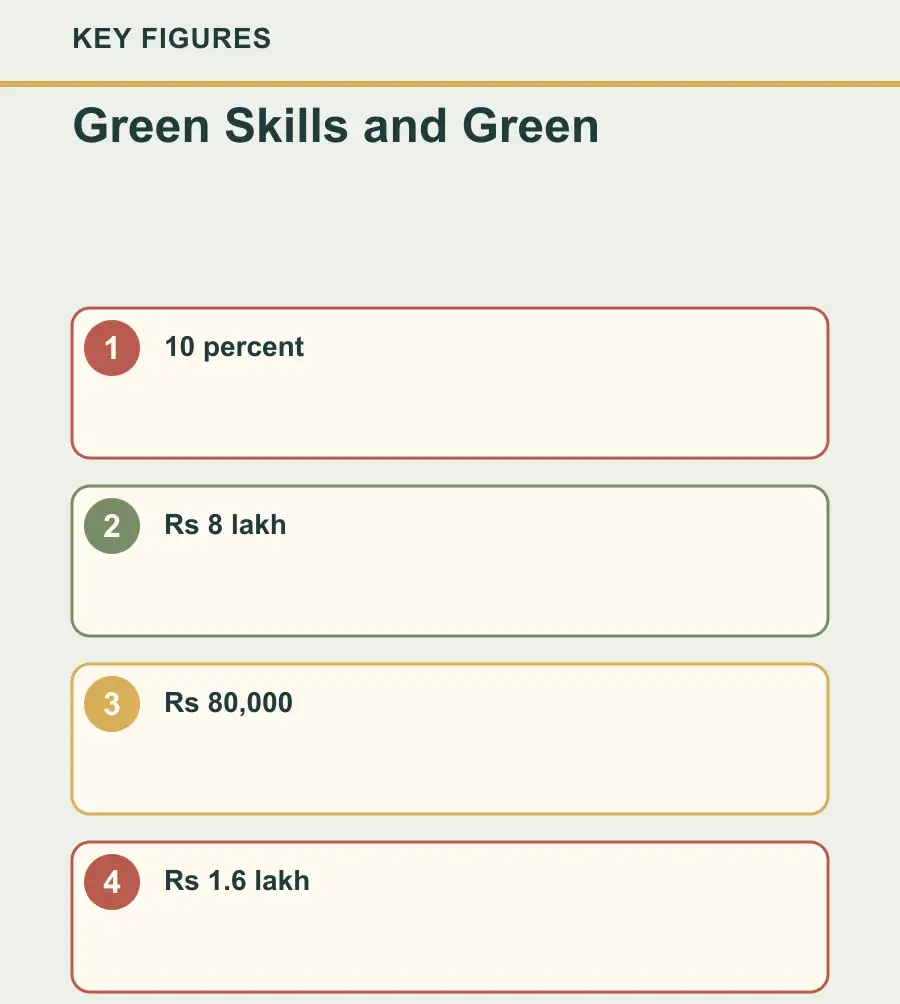 KEY FIGURES
Green Skills and Green
1
10 percent
2
Rs 8 lakh
3
Rs 80,000
4
Rs 1.6 lakh